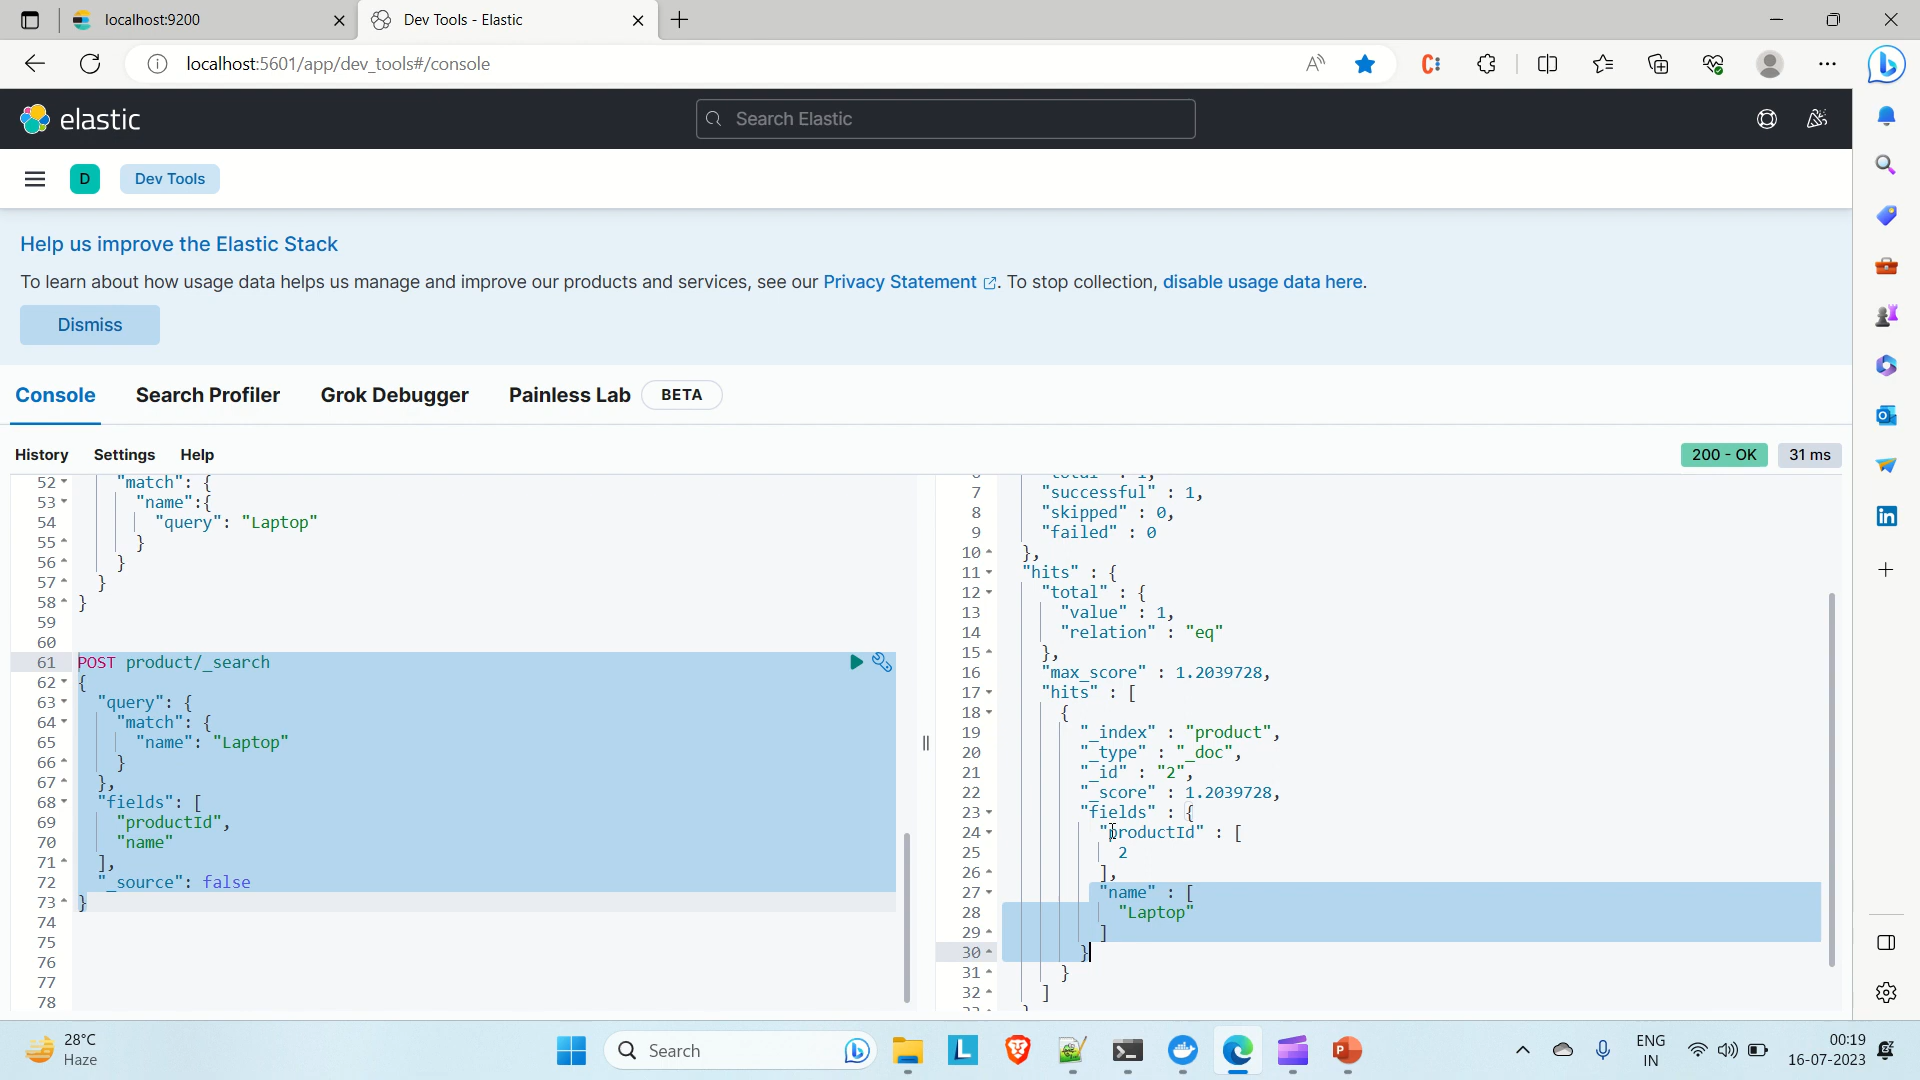 localhost:9200
Dev Tools - Elastic
localhost:5601/app/dev_tools#/console
elastic
Search Elastic
D
Dev Tools
Help us improve the Elastic Stack
To learn about how usage data helps us manage and improve our products and services, see our Privacy Statement. To stop collection, disable usage data here.
Dismiss
Console
Search Profiler
Grok Debugger
Painless Lab BETA
History
Settings
Help
200 - OK
31 ms
52 "match": {
53 "name":{
54 "query": "Laptop"
55 }
56 }
57 }
58 }
59
60
61 POST product/_search
62 {
63 "query": {
64 "match": {
65 "name": "Laptop"
66 }
67 },
68 "fields": [
69 "productId",
70 "name"
71 ],
72 "_source": false
73 }
74
75
76
77
78
7 "successful" : 1,
8 "skipped" : 0,
9 "failed" : 0
10 },
11 "hits" : {
12 "total" : {
13 "value" : 1,
14 "relation" : "eq"
15 },
16 "max_score" : 1.2039728,
17 "hits" : [
18 {
19 "_index" : "product",
20 "_type" : "_doc",
21 "_id" : "2",
22 "_score" : 1.2039728,
23 "fields" : {
24 "productId" : [
25 2
26 ],
27 "name" : [
28 "Laptop"
29 ]
30 }
31 }
32 ]
28°C
Haze
Search
ENG
IN
00:19
16-07-2023